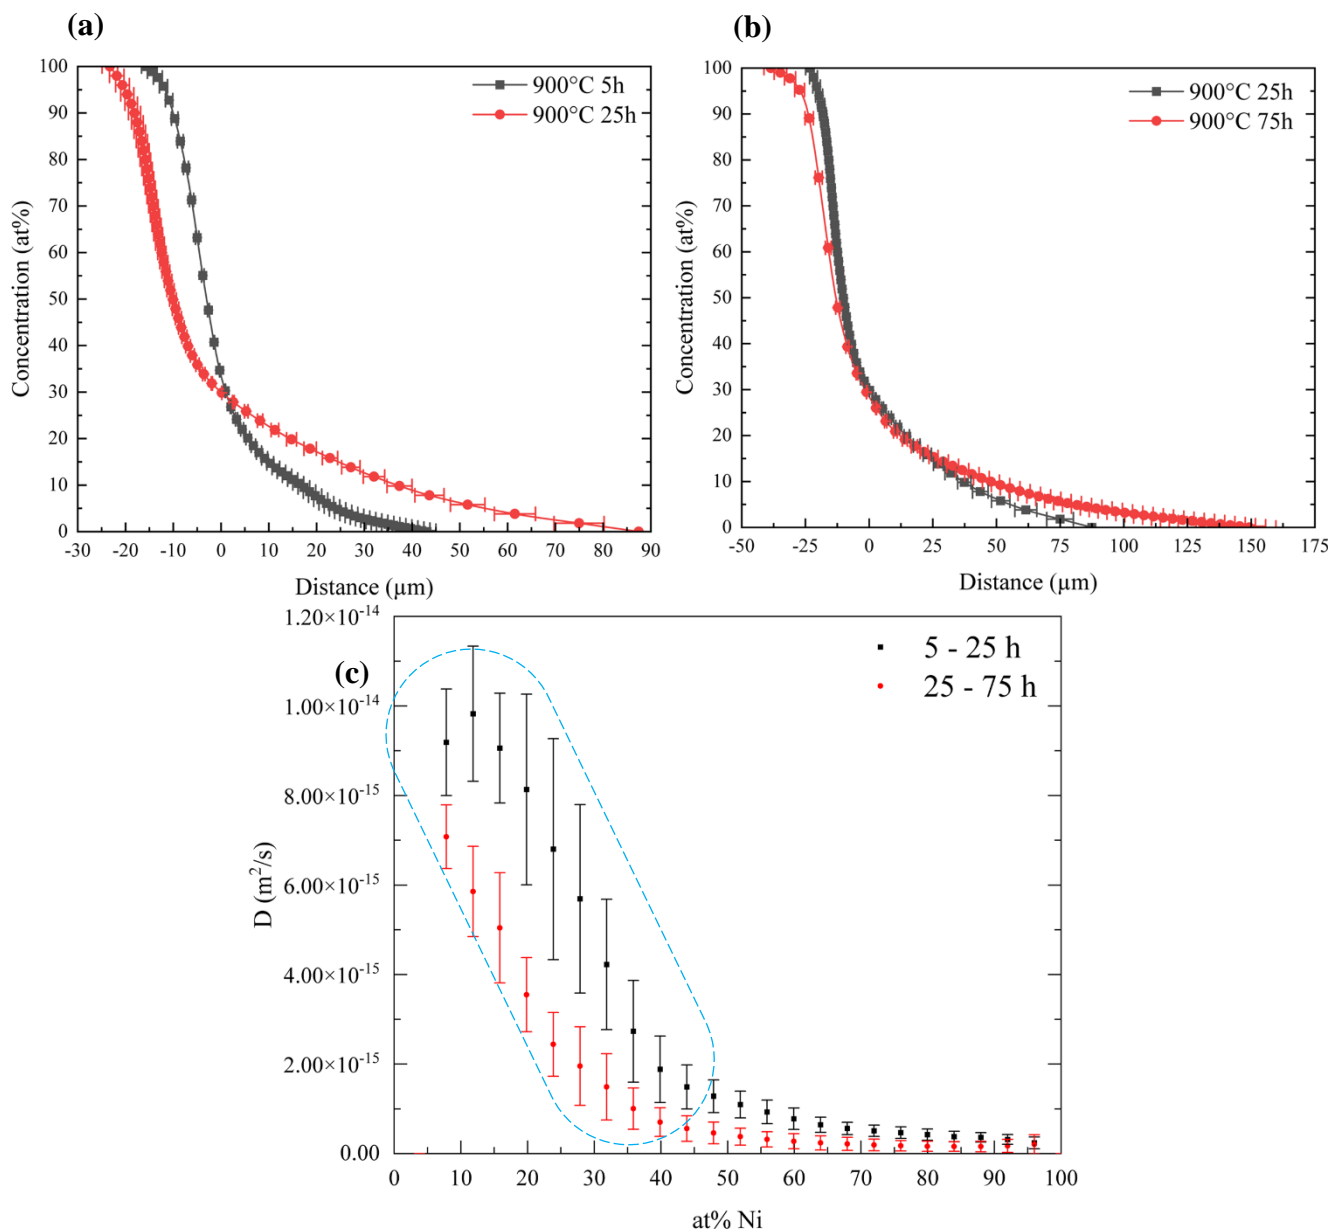 (a)
(b)
100
90
80
70
60
50
40
30
20
10
0
Concentration (at%)
900°C 5h
900°C 25h
-30 -20 -10 0 10 20 30 40 50 60 70 80 90
Distance (µm)
100
90
80
70
60
50
40
30
20
10
0
Concentration (at%)
900°C 25h
900°C 75h
-50 -25 0 25 50 75 100 125 150 175
Distance (µm)
(c)
1.20×10⁻¹⁴
1.00×10⁻¹⁴
8.00×10⁻¹⁵
6.00×10⁻¹⁵
4.00×10⁻¹⁵
2.00×10⁻¹⁵
0.00
D (m²/s)
5 - 25 h
25 - 75 h
0 10 20 30 40 50 60 70 80 90 100
at% Ni